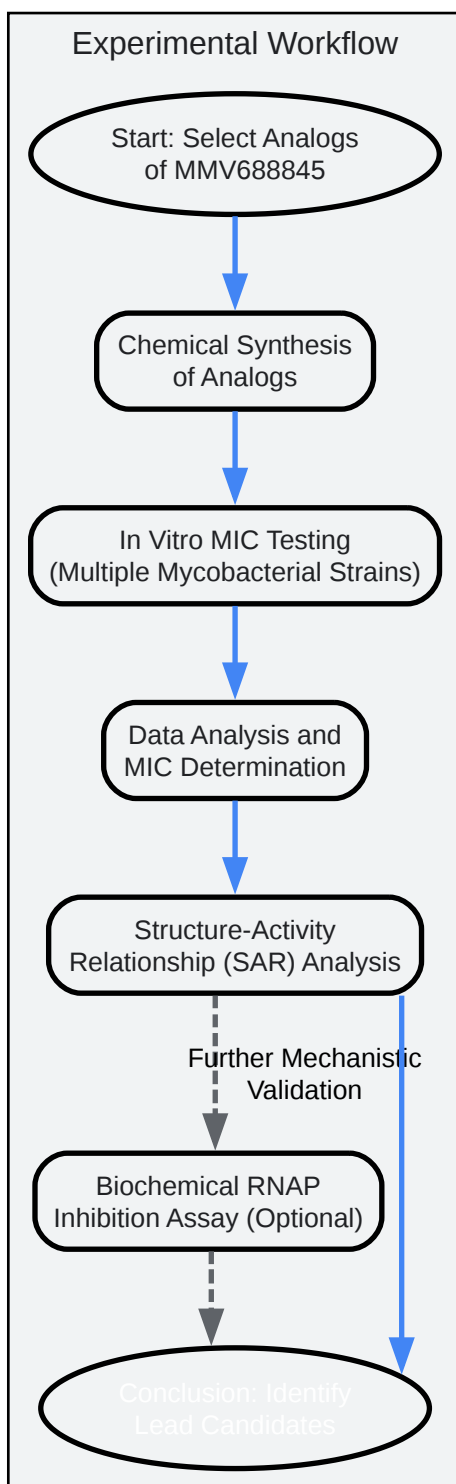 Experimental Workflow
Start: Select Analogs
of MMV688845
Chemical Synthesis
of Analogs
In Vitro MIC Testing
(Multiple Mycobacterial Strains)
Data Analysis and
MIC Determination
Structure-Activity
Relationship (SAR) Analysis
Further Mechanistic
Validation
Biochemical RNAP
Inhibition Assay (Optional)
Conclusion: Identify
Lead Candidates